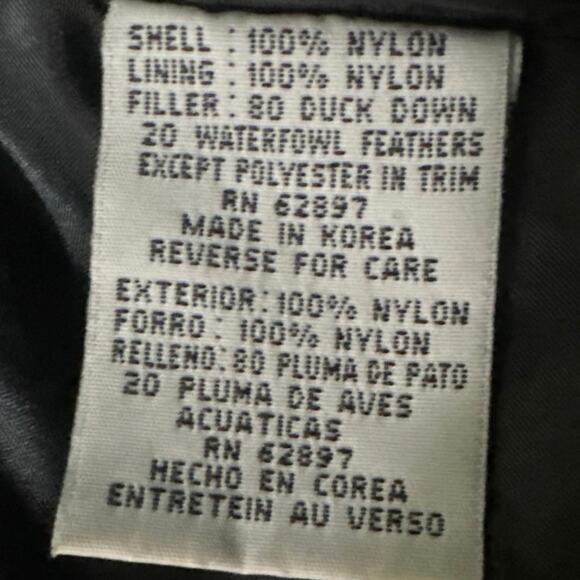 SHELL : 100% NYLON
LINING : 100% NYLON
FILLER : 80 DUCK DOWN
20 WATERFOWL FEATHERS
EXCEPT POLYESTER IN TRIM
RN 62897
MADE IN KOREA
REVERSE FOR CARE
EXTERIOR : 100% NYLON
FORRO : 100% NYLON
RELLENO : 80 PLUMA DE PATO
20 PLUMA DE AVES
ACUATICAS
RN 62897
HECHO EN COREA
ENTRETEIN AU VERSO